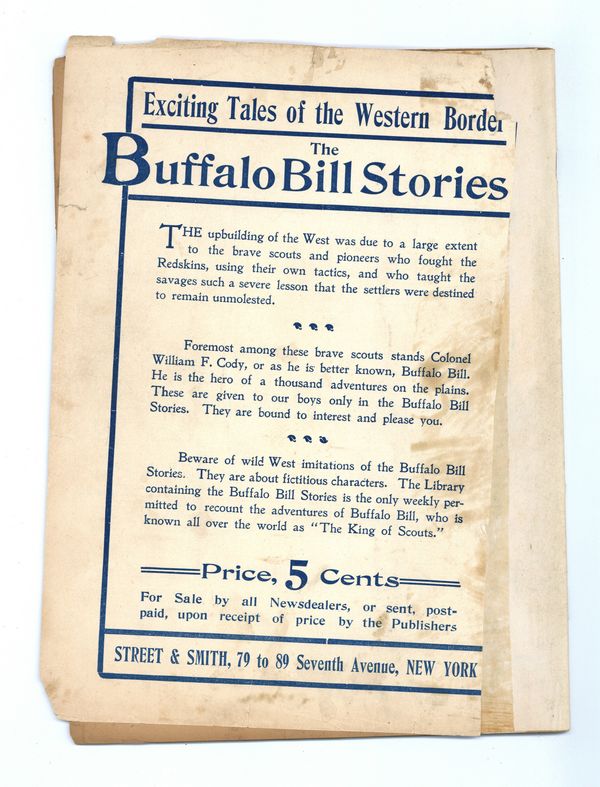 Exciting Tales of the Western Border
The
Buffalo Bill Stories
THE upbuilding of the West was due to a large extent
to the brave scouts and pioneers who fought the
Redskins, using their own tactics, and who taught the
savages such a severe lesson that the settlers were destined
to remain unmolested.
Foremost among these brave scouts stands Colonel
William F. Cody, or as he is better known, Buffalo Bill.
He is the hero of a thousand adventures on the plains.
These are given to our boys only in the Buffalo Bill
Stories. They are bound to interest and please you.
Beware of wild West imitations of the Buffalo Bill
Stories. They are about fictitious characters. The Library
containing the Buffalo Bill Stories is the only weekly per-
mitted to recount the adventures of Buffalo Bill, who is
known all over the world as "The King of Scouts."
Price, 5 Cents
For Sale by all Newsdealers, or sent, post-
paid, upon receipt of price by the Publishers
STREET & SMITH, 79 to 89 Seventh Avenue, NEW YORK